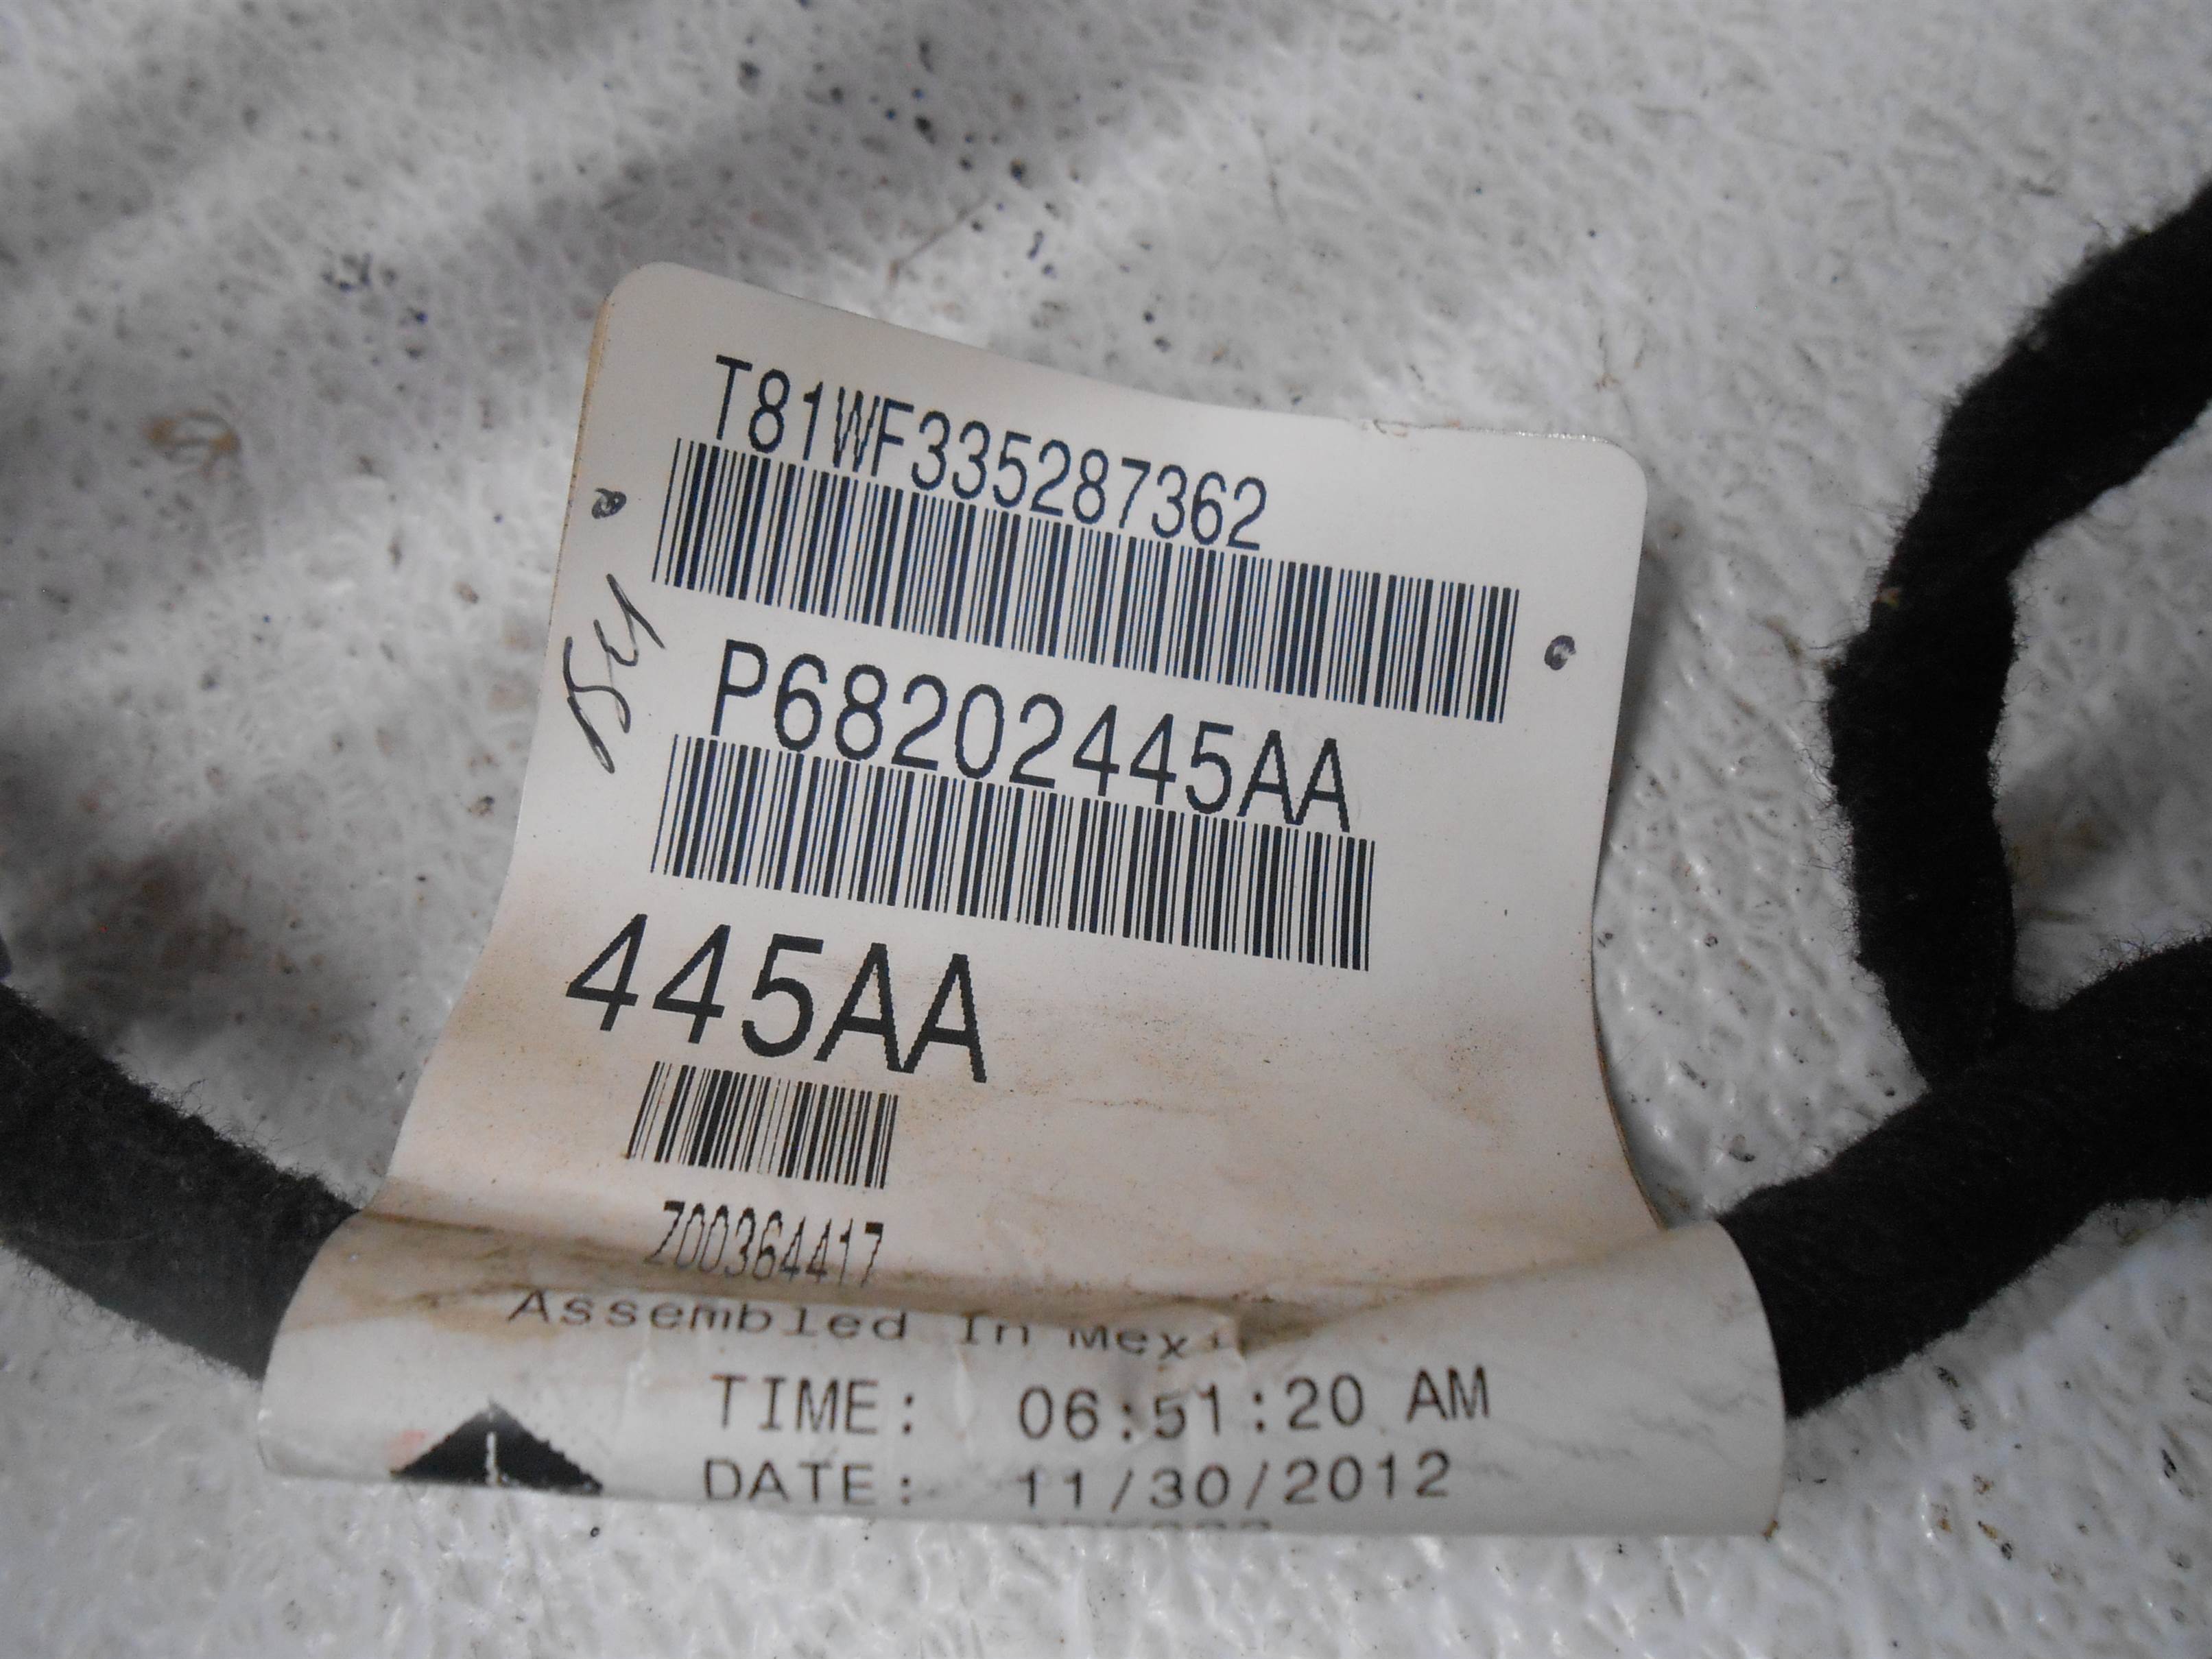 T81WF335287362
P68202445AA
445AA
Z00364417
Assembled In Mex
TIME: 06:51:20 AM
DATE: 11/30/2012